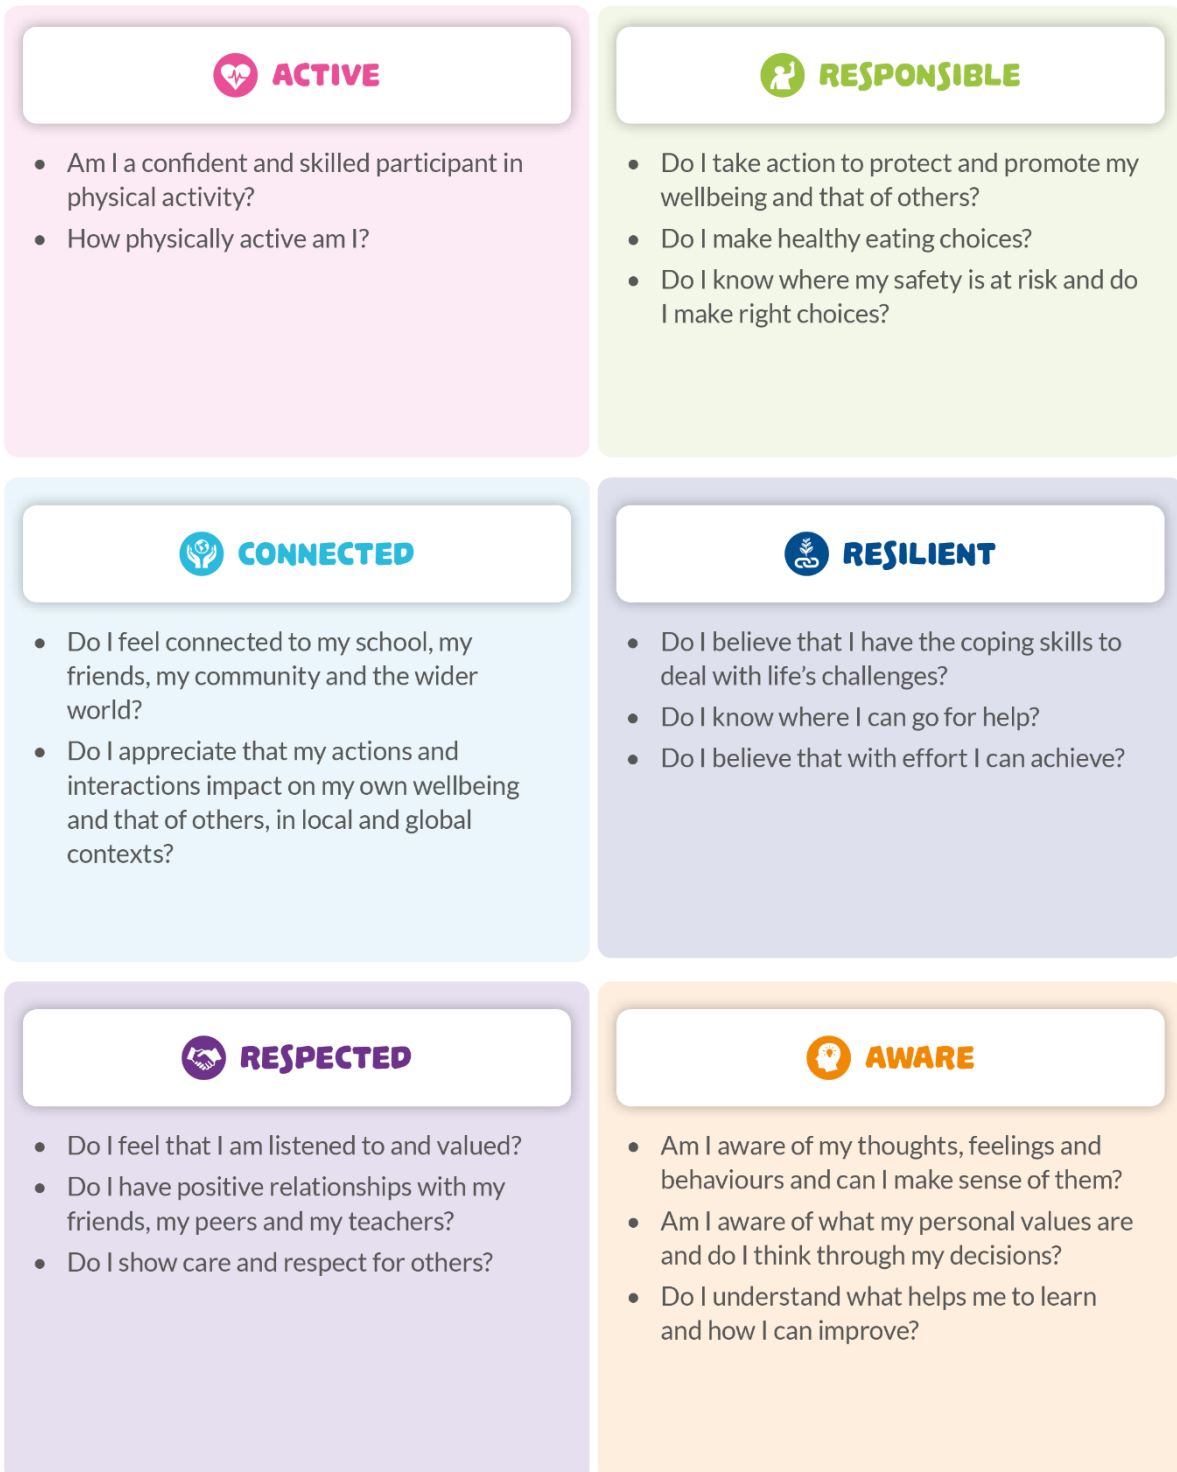 ACTIVE
• Am I a confident and skilled participant in
physical activity?
• How physically active am I?
RESPONSIBLE
• Do I take action to protect and promote my
wellbeing and that of others?
• Do I make healthy eating choices?
• Do I know where my safety is at risk and do
I make right choices?
CONNECTED
• Do I feel connected to my school, my
friends, my community and the wider
world?
• Do I appreciate that my actions and
interactions impact on my own wellbeing
and that of others, in local and global
contexts?
RESILIENT
• Do I believe that I have the coping skills to
deal with life's challenges?
• Do I know where I can go for help?
• Do I believe that with effort I can achieve?
RESPECTED
• Do I feel that I am listened to and valued?
• Do I have positive relationships with my
friends, my peers and my teachers?
• Do I show care and respect for others?
AWARE
• Am I aware of my thoughts, feelings and
behaviours and can I make sense of them?
• Am I aware of what my personal values are
and do I think through my decisions?
• Do I understand what helps me to learn
and how I can improve?